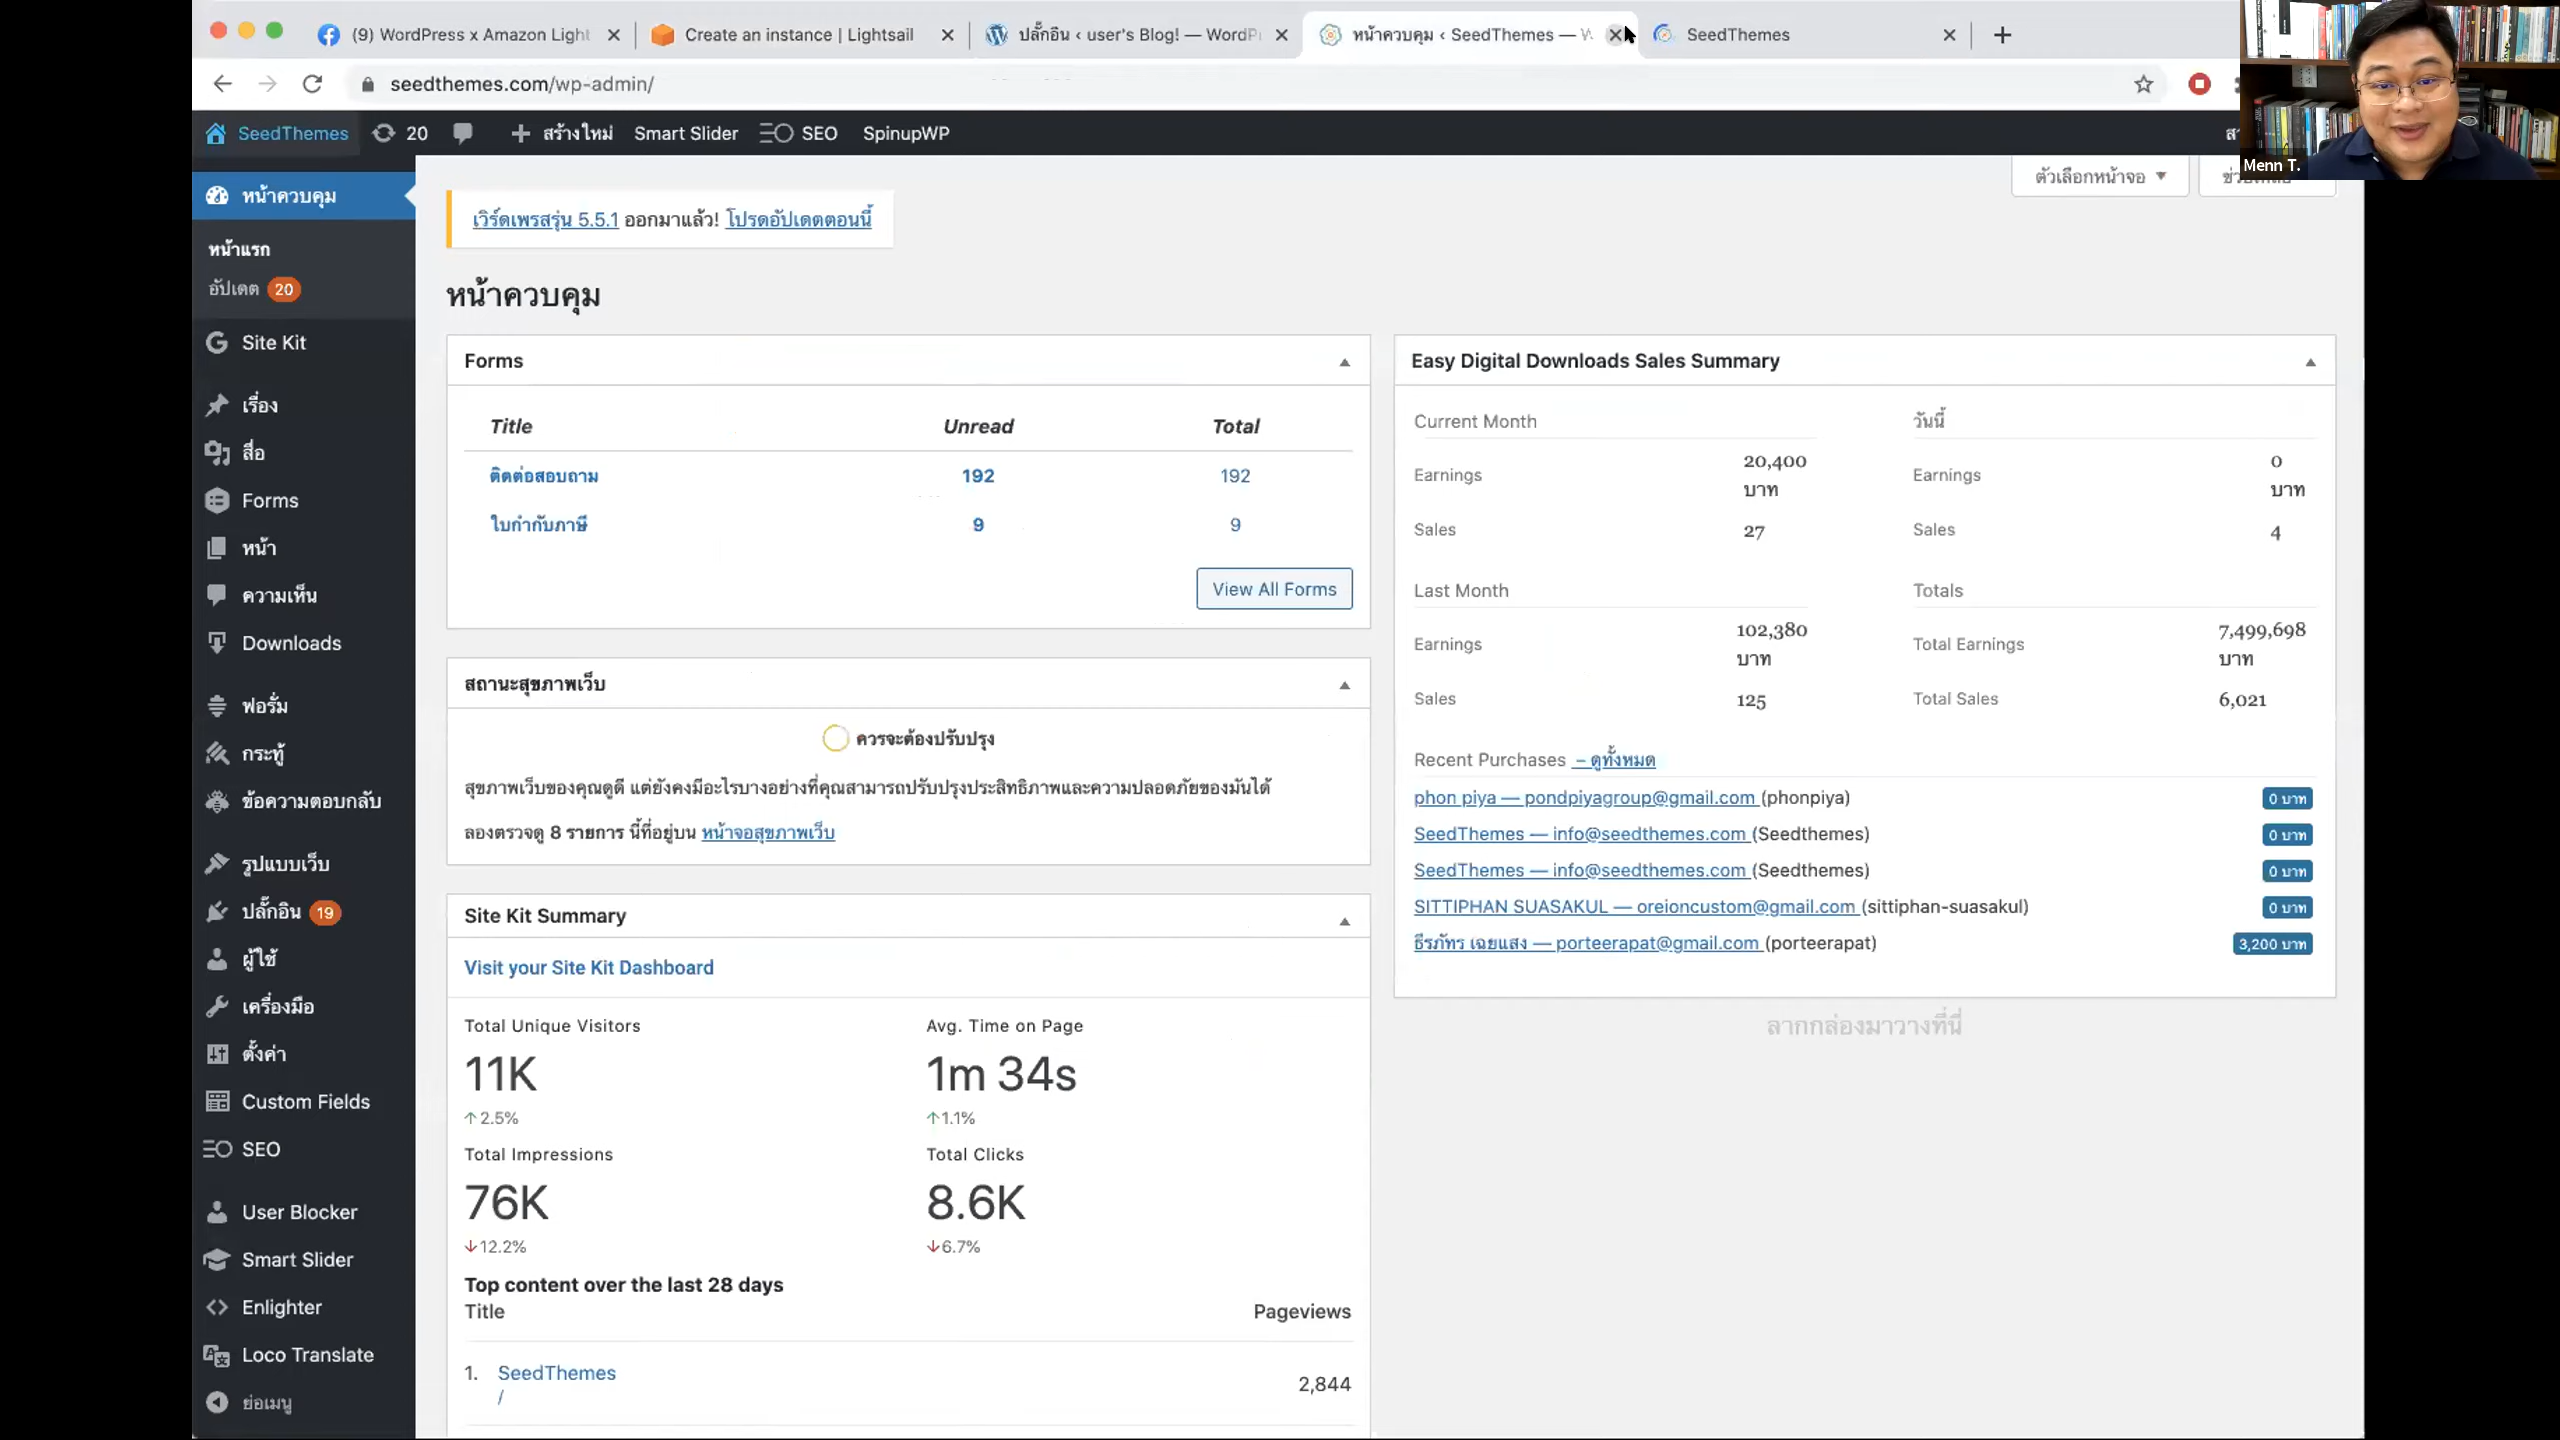 (9) WordPress x Amazon Light
Create an instance | Lightsail
ปลั๊กอิน ‹ user's Blog! — WordPr
หน้าควบคุม ‹ SeedThemes — W
SeedThemes
seedthemes.com/wp-admin/
SeedThemes
20
สร้างใหม่
Smart Slider
SEO
SpinupWP
Menn T.
หน้าควบคุม
หน้าแรก
อัปเดต 20
Site Kit
เรื่อง
สื่อ
Forms
หน้า
ความเห็น
Downloads
ฟอรั่ม
กระทู้
ข้อความตอบกลับ
รูปแบบเว็บ
ปลั๊กอิน 19
ผู้ใช้
เครื่องมือ
ตั้งค่า
Custom Fields
SEO
User Blocker
Smart Slider
Enlighter
Loco Translate
ย่อเมนู
ตัวเลือกหน้าจอ
เวิร์ดเพรสรุ่น 5.5.1 ออกมาแล้ว! โปรดอัปเดตตอนนี้
หน้าควบคุม
Forms
Title Unread Total
ติดต่อสอบถาม 192 192
ใบกำกับภาษี 9 9
View All Forms
สถานะสุขภาพเว็บ
ควรจะต้องปรับปรุง
สุขภาพเว็บของคุณดูดี แต่ยังคงมีอะไรบางอย่างที่คุณสามารถปรับปรุงประสิทธิภาพและความปลอดภัยของมันได้
ลองตรวจดู 8 รายการ นี้ที่อยู่บน หน้าจอสุขภาพเว็บ
Site Kit Summary
Visit your Site Kit Dashboard
Total Unique Visitors Avg. Time on Page
11K 1m 34s
2.5% 1.1%
Total Impressions Total Clicks
76K 8.6K
12.2% 6.7%
Top content over the last 28 days
Title Pageviews
1. SeedThemes 2,844
/
Easy Digital Downloads Sales Summary
Current Month วันนี้
Earnings 20,400 บาท Earnings 0 บาท
Sales 27 Sales 4
Last Month Totals
Earnings 102,380 บาท Total Earnings 7,499,698 บาท
Sales 125 Total Sales 6,021
Recent Purchases – ดูทั้งหมด
phon piya — pondpiyagroup@gmail.com (phonpiya) 0 บาท
SeedThemes — info@seedthemes.com (Seedthemes) 0 บาท
SeedThemes — info@seedthemes.com (Seedthemes) 0 บาท
SITTIPHAN SUASAKUL — oreioncustom@gmail.com (sittiphan-suasakul) 0 บาท
ธีรภัทร เฉยแสง — porteerapat@gmail.com (porteerapat) 3,200 บาท
ลากกล่องมาวางที่นี่